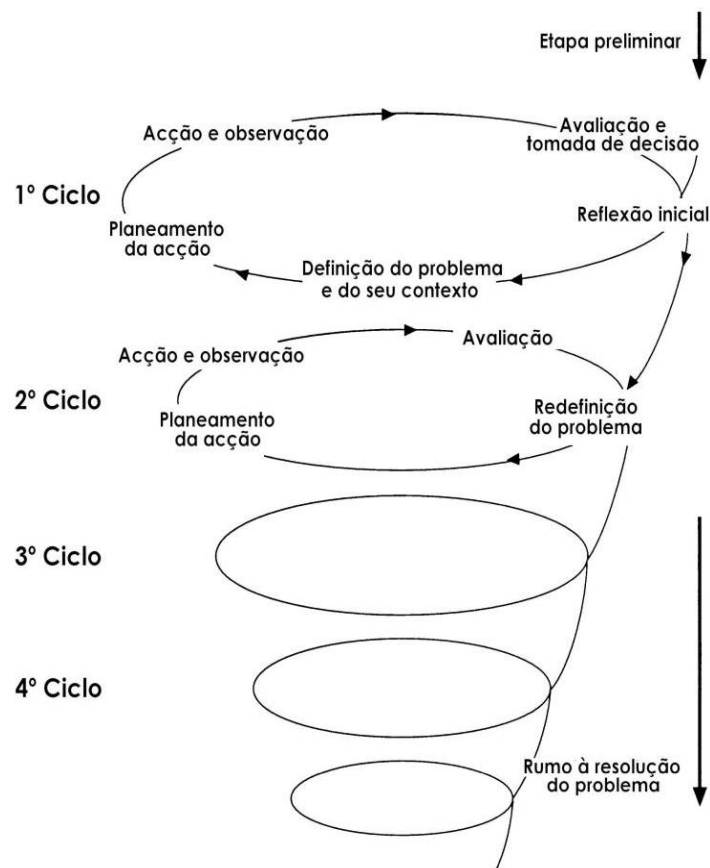 Etapa preliminar
Acção e observação
Avaliação e
tomada de decisão
1º Ciclo
Reflexão inicial
Planeamento
da acção
Definição do problema
e do seu contexto
Acção e observação
Avaliação
2º Ciclo
Planeamento
da acção
Redefinição
do problema
3º Ciclo
4º Ciclo
Rumo à resolução
do problema